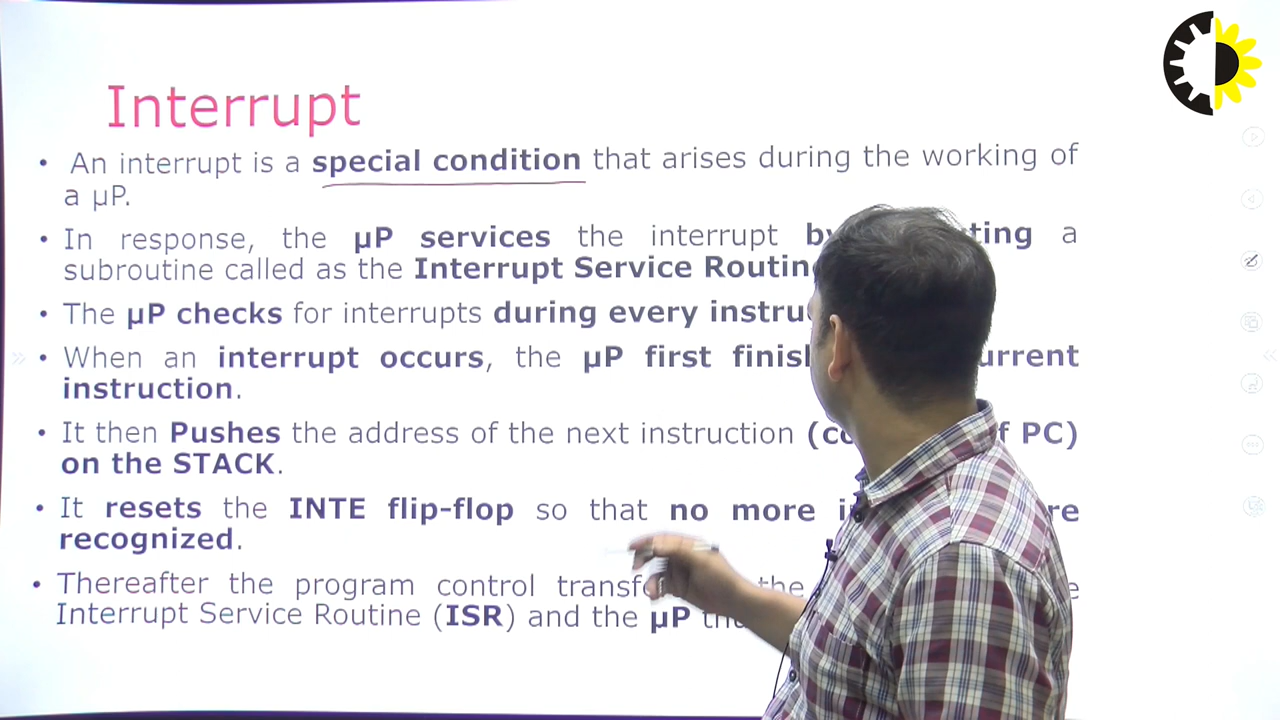 Interrupt
• An interrupt is a special condition that arises during the working of
a µP.
• In response, the µP services the interrupt a
subroutine called as the Interrupt Service
• The µP checks for interrupts during every
• When an interrupt occurs, the µP first
instruction.
• It then Pushes the address of the next instruction PC)
on the STACK.
• It resets the INTE flip-flop so that no more
recognized.
• Thereafter the program control the
Interrupt Service Routine (ISR) and the µP